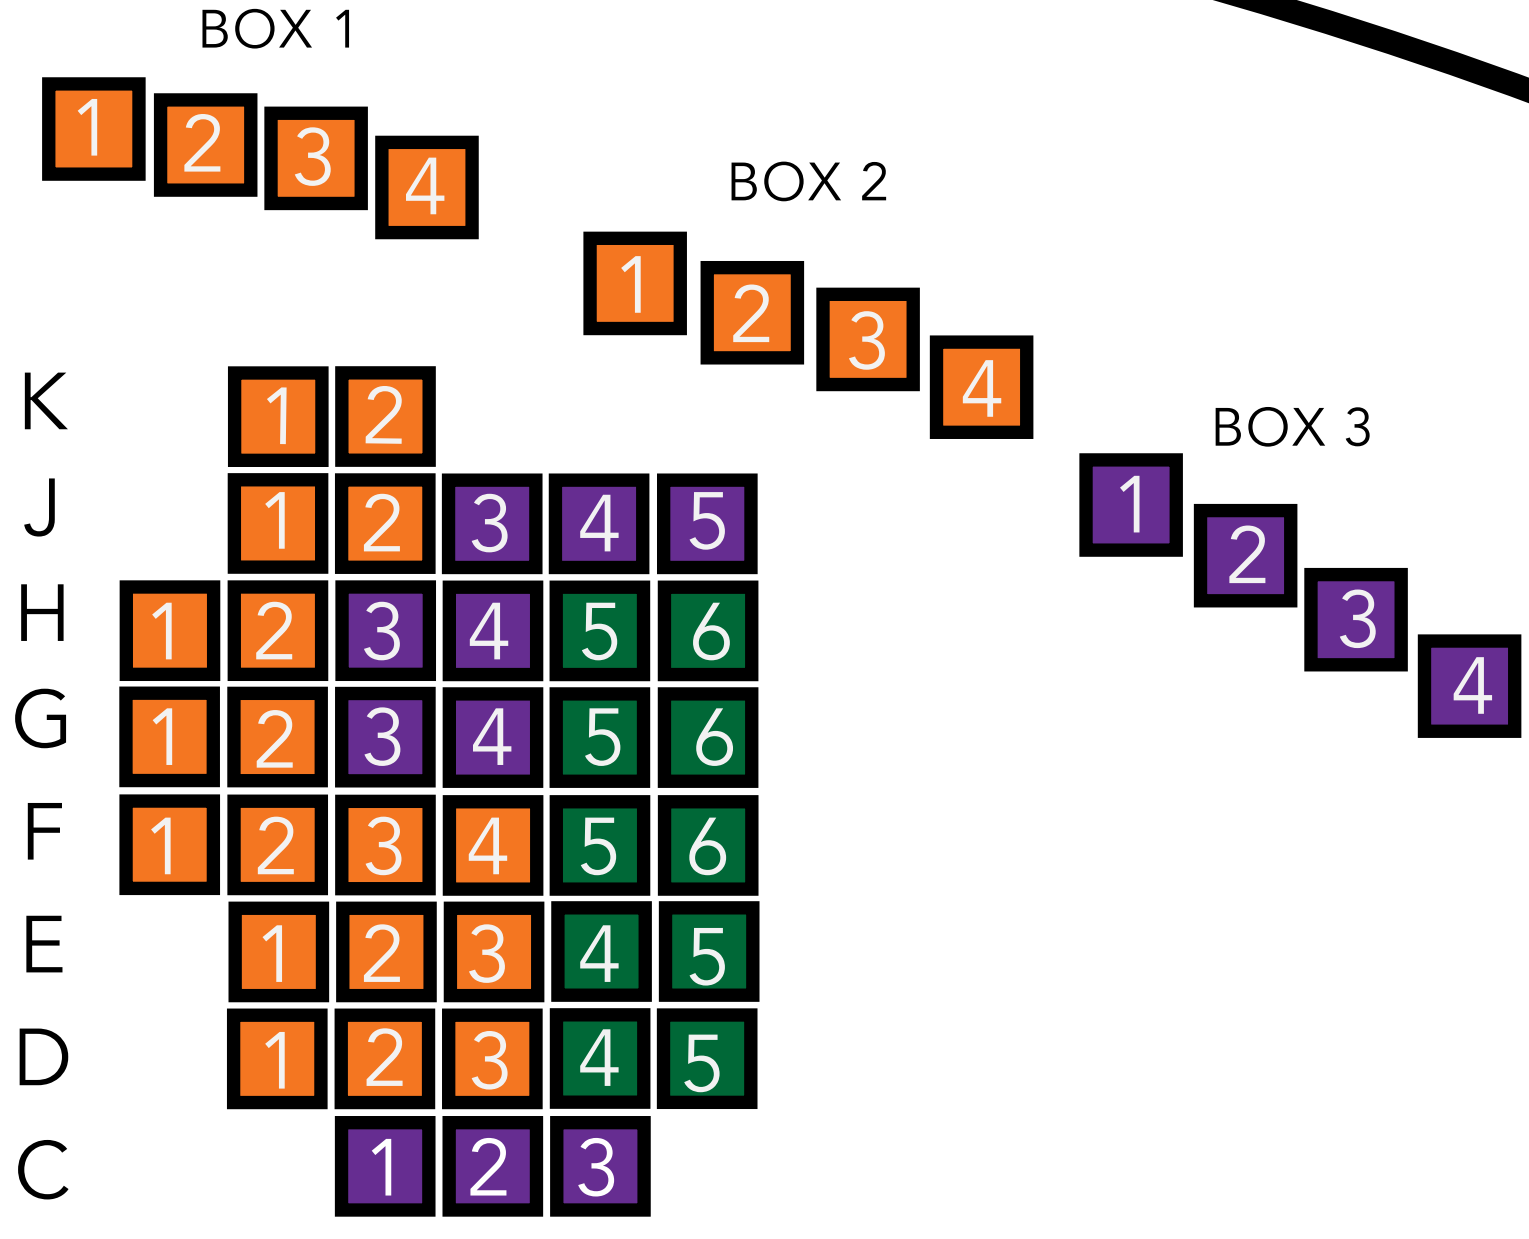 BOX 1
1 2 3 4
BOX 2
1 2 3 4
BOX 3
1 2 3 4
K 1 2
J 1 2 3 4 5
H 1 2 3 4 5 6
G 1 2 3 4 5 6
F 1 2 3 4 5 6
E 1 2 3 4 5
D 1 2 3 4 5
C 1 2 3